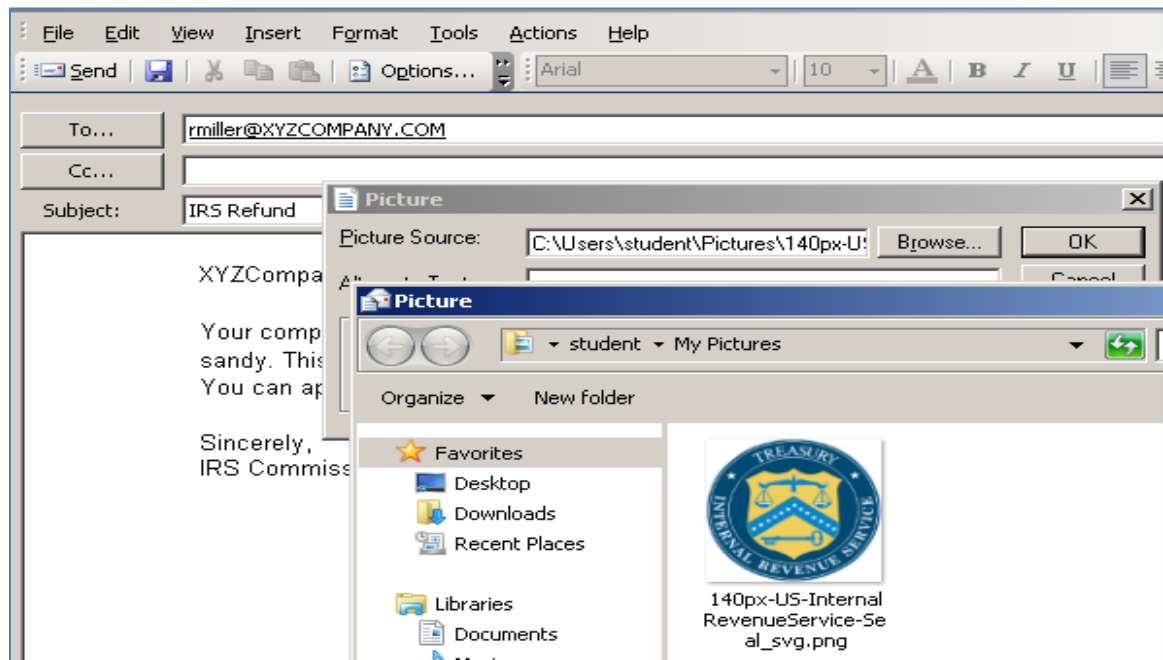 File Edit View Insert Format Tools Actions Help
Send Options... Arial 10 A B I U
To... rmiller@XYZCOMPANY.COM
Cc...
Subject: IRS Refund
Picture
Picture Source: C:\Users\student\Pictures\140px-U Browse... OK
XYZCompa
Cancel
Picture
Your comp
student My Pictures
sandy. This
You can ap
Organize New folder
Sincerely,
IRS Commiss
Favorites
Desktop
Downloads
Recent Places
Libraries
Documents
TREASURY
INTERNAL REVENUE SERVICE
140px-US-Internal
RevenueService-Se
al_svg.png